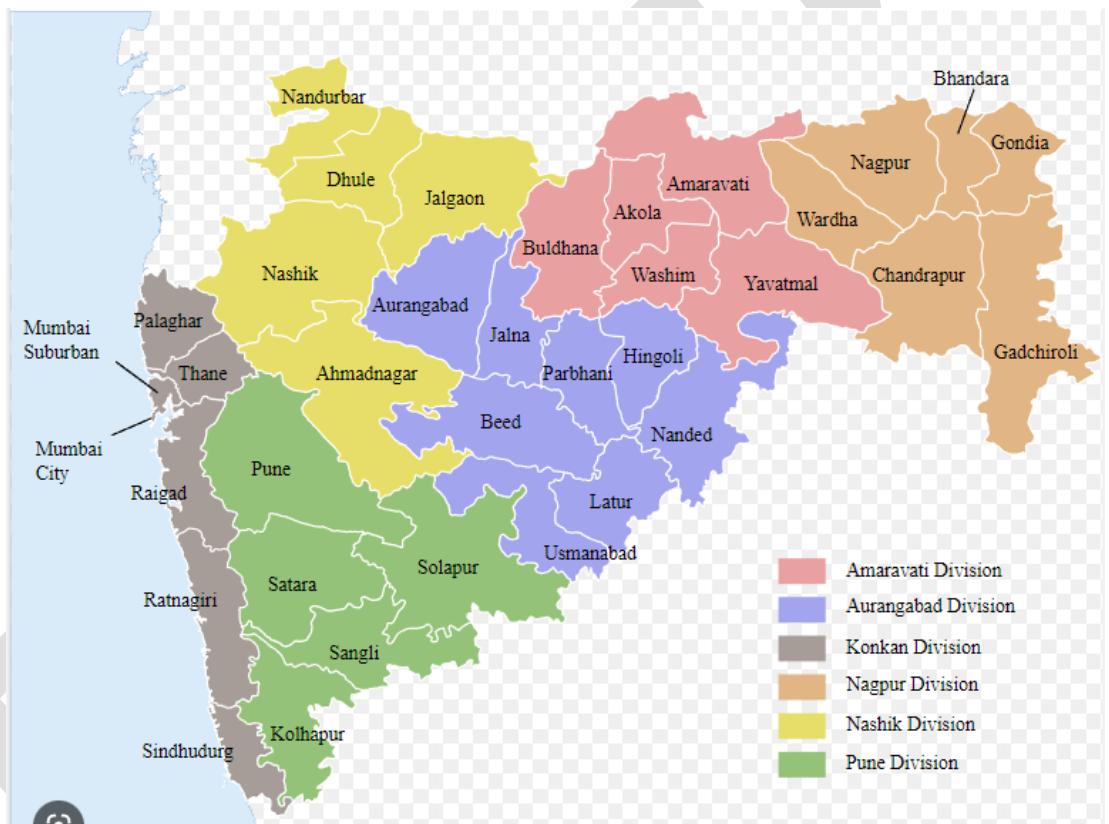 Bhandara
Nandurbar
Gondia
Nagpur
Dhule
Amaravati
Jalgaon
Akola
Wardha
Buldhana
Nashik
Washim
Chandrapur
Yavatmal
Aurangabad
Palaghar
Mumbai
Suburban
Jalna
Hingoli
Gadchiroli
Thane
Ahmadnagar
Parbhani
Beed
Nanded
Mumbai
City
Pune
Raigad
Latur
Usmanabad
Solapur
Amaravati Division
Satara
Ratnagiri
Aurangabad Division
Sangli
Konkan Division
Nagpur Division
Nashik Division
Kolhapur
Sindhudurg
Pune Division